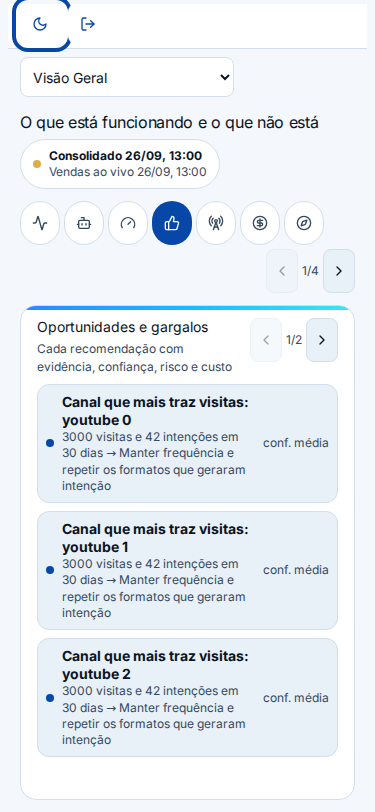 Visão Geral
O que está funcionando e o que não está
Consolidado 26/09, 13:00
Vendas ao vivo 26/09, 13:00
1/4
Oportunidades e gargalos
1/2
Cada recomendação com
evidência, confiança, risco e custo
Canal que mais traz visitas:
youtube 0
3000 visitas e 42 intenções em
30 dias → Manter frequência e
repetir os formatos que geraram
intenção
conf. média
Canal que mais traz visitas:
youtube 1
3000 visitas e 42 intenções em
30 dias → Manter frequência e
repetir os formatos que geraram
intenção
conf. média
Canal que mais traz visitas:
youtube 2
3000 visitas e 42 intenções em
30 dias → Manter frequência e
repetir os formatos que geraram
intenção
conf. média